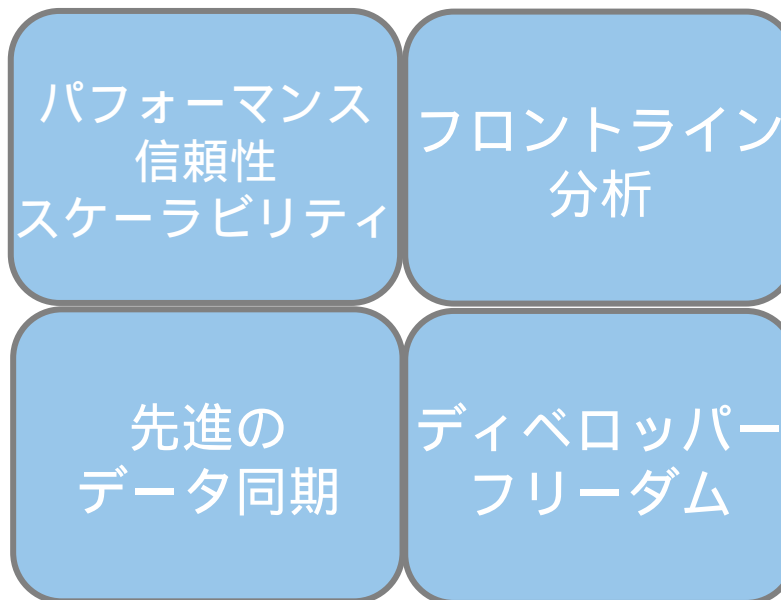 パフォーマンス
信頼性
スケーラビリティ
フロントライン
分析
先進の
データ同期
ディベロッパー
フリーダム